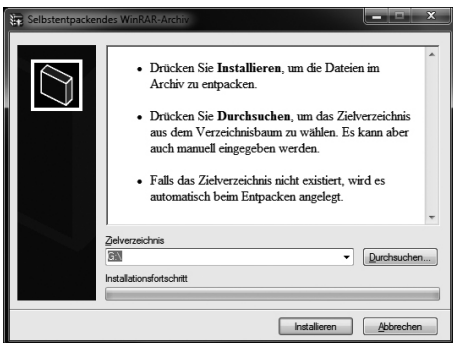 Selbstentpackendes WinRAR-Archiv
• Drücken Sie Installieren, um die Dateien im
Archiv zu entpacken.
• Drücken Sie Durchsuchen, um das Zielverzeichnis
aus dem Verzeichnisbaum zu wählen. Es kann aber
auch manuell eingegeben werden.
• Falls das Zielverzeichnis nicht existiert, wird es
automatisch beim Entpacken angelegt.
Zielverzeichnis
G:\
Durchsuchen...
Installationsfortschritt
Installieren
Abbrechen